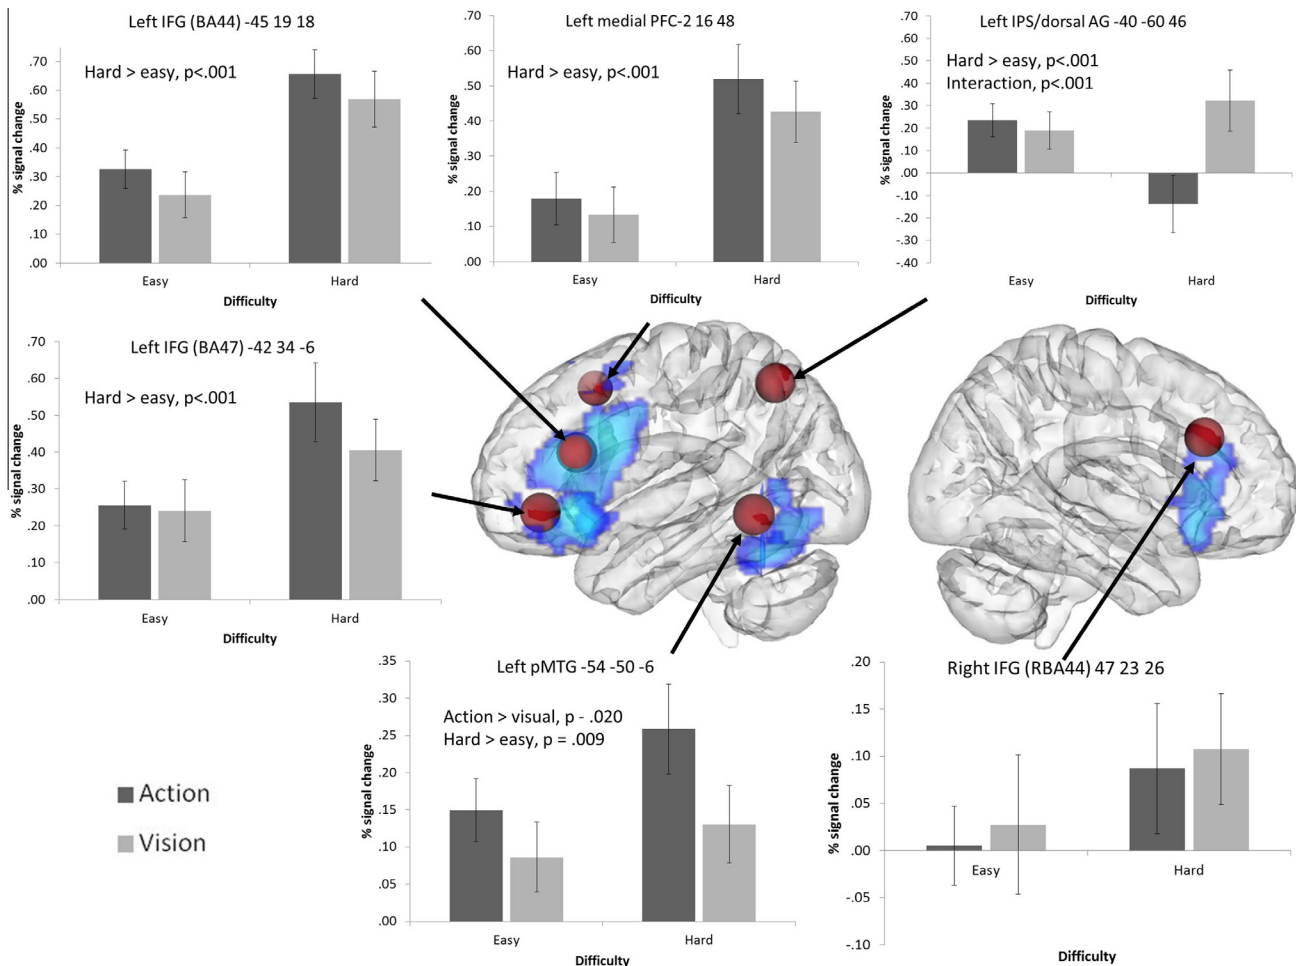 Left IFG (BA44) -45 19 18
Hard > easy, p<.001
% signal change
.70
.60
.50
.40
.30
.20
.10
.00
Easy
Hard
Difficulty
Left medial PFC-2 16 48
Hard > easy, p<.001
% signal change
.70
.60
.50
.40
.30
.20
.10
.00
Easy
Hard
Difficulty
Left IPS/dorsal AG -40 -60 46
Hard > easy, p<.001
Interaction, p<.001
% signal change
.70
.60
.50
.40
.30
.20
.10
.00
-.10
-.20
-.30
-.40
Easy
Hard
Difficulty
Left IFG (BA47) -42 34 -6
Hard > easy, p<.001
% signal change
.70
.60
.50
.40
.30
.20
.10
.00
Easy
Hard
Difficulty
Left pMTG -54 -50 -6
Action > visual, p - .020
Hard > easy, p = .009
% signal change
.35
.30
.25
.20
.15
.10
.05
.00
Easy
Hard
Difficulty
Right IFG (RBA44) 47 23 26
% signal change
.20
.15
.10
.05
.00
-.05
-.10
Easy
Hard
Difficulty
Action
Vision